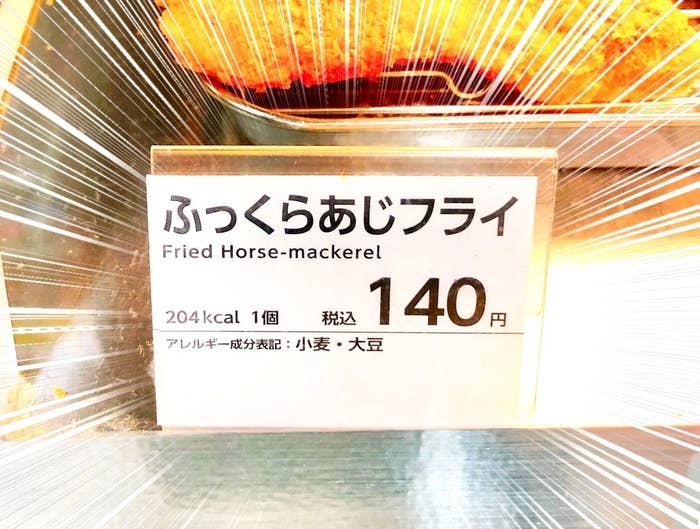 ふっくらあじフライ
Fried Horse-mackerel
204kcal 1個 税込 140円
アレルギー成分表記：小麦・大豆